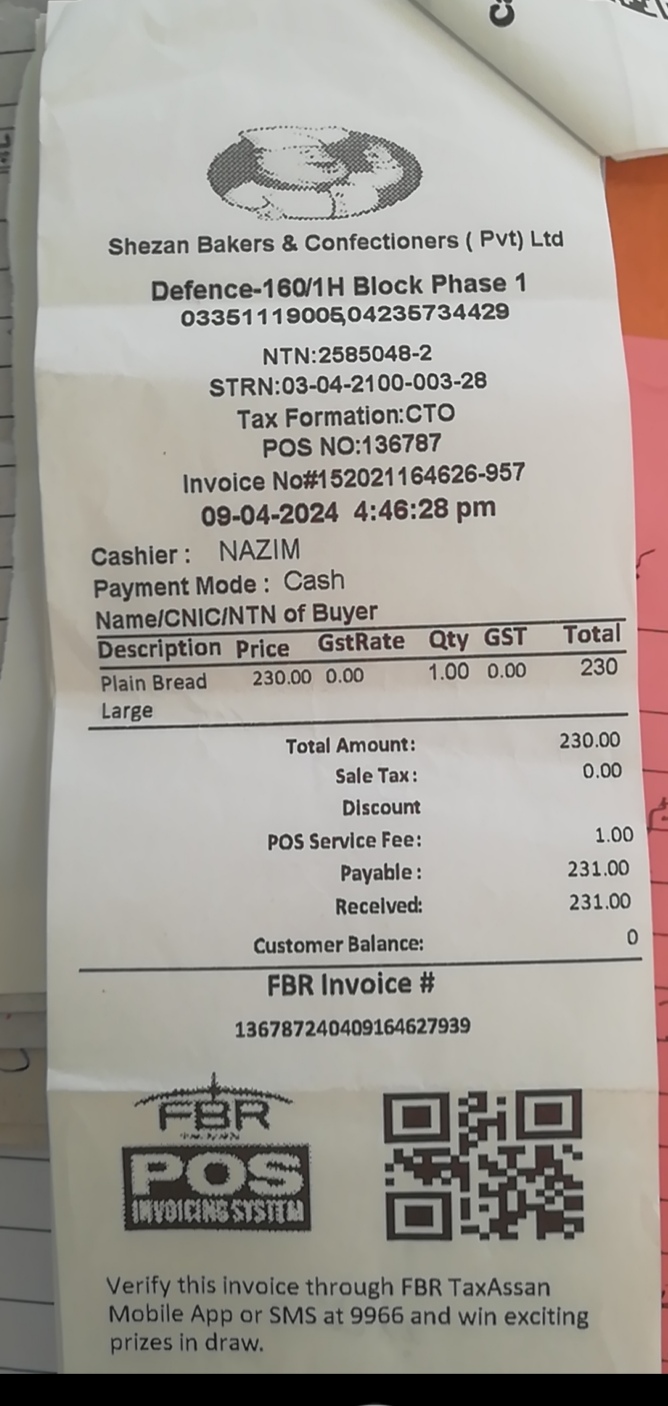 Shezan Bakers & Confectioners ( Pvt) Ltd
Defence-160/1H Block Phase 1
03351119005,04235734429
NTN:2585048-2
STRN:03-04-2100-003-28
Tax Formation:CTO
POS NO:136787
Invoice No#152021164626-957
09-04-2024 4:46:28 pm
Cashier : NAZIM
Payment Mode : Cash
Name/CNIC/NTN of Buyer
Description Price GstRate Qty GST Total
Plain Bread 230.00 0.00 1.00 0.00 230
Large
Total Amount: 230.00
Sale Tax: 0.00
Discount
POS Service Fee: 1.00
Payable : 231.00
Received: 231.00
Customer Balance: 0
FBR Invoice #
136787240409164627939
FBR
POS
INVOICING SYSTEM
Verify this invoice through FBR TaxAssan
Mobile App or SMS at 9966 and win exciting
prizes in draw.